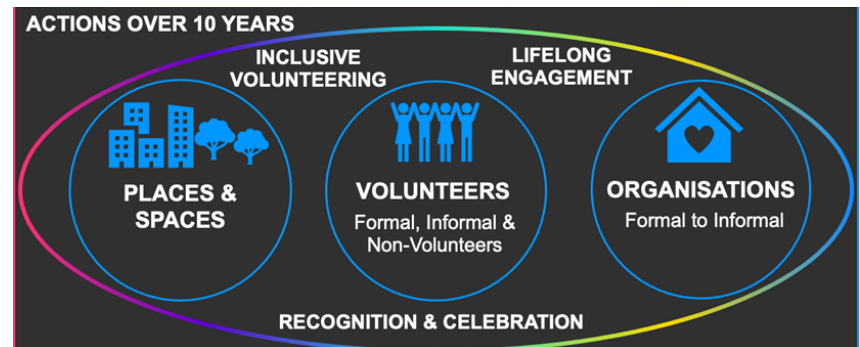 ACTIONS OVER 10 YEARS
INCLUSIVE
VOLUNTEERING
LIFELONG
ENGAGEMENT
PLACES &
SPACES
VOLUNTEERS
Formal, Informal &
Non-Volunteers
ORGANISATIONS
Formal to Informal
RECOGNITION & CELEBRATION